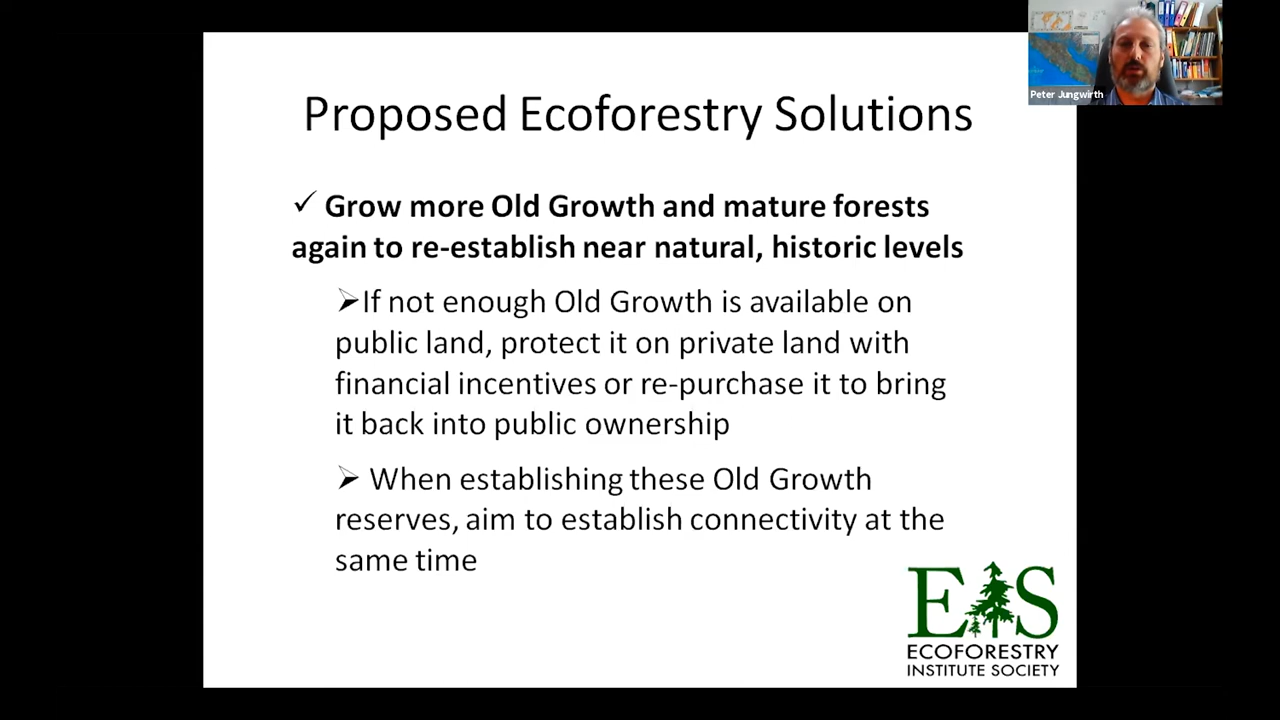 Peter Jungwirth
Proposed Ecoforestry Solutions
✓ Grow more Old Growth and mature forests
again to re-establish near natural, historic levels
➢If not enough Old Growth is available on
public land, protect it on private land with
financial incentives or re-purchase it to bring
it back into public ownership
➢ When establishing these Old Growth
reserves, aim to establish connectivity at the
same time
EIS
ECOFORESTRY
INSTITUTE SOCIETY